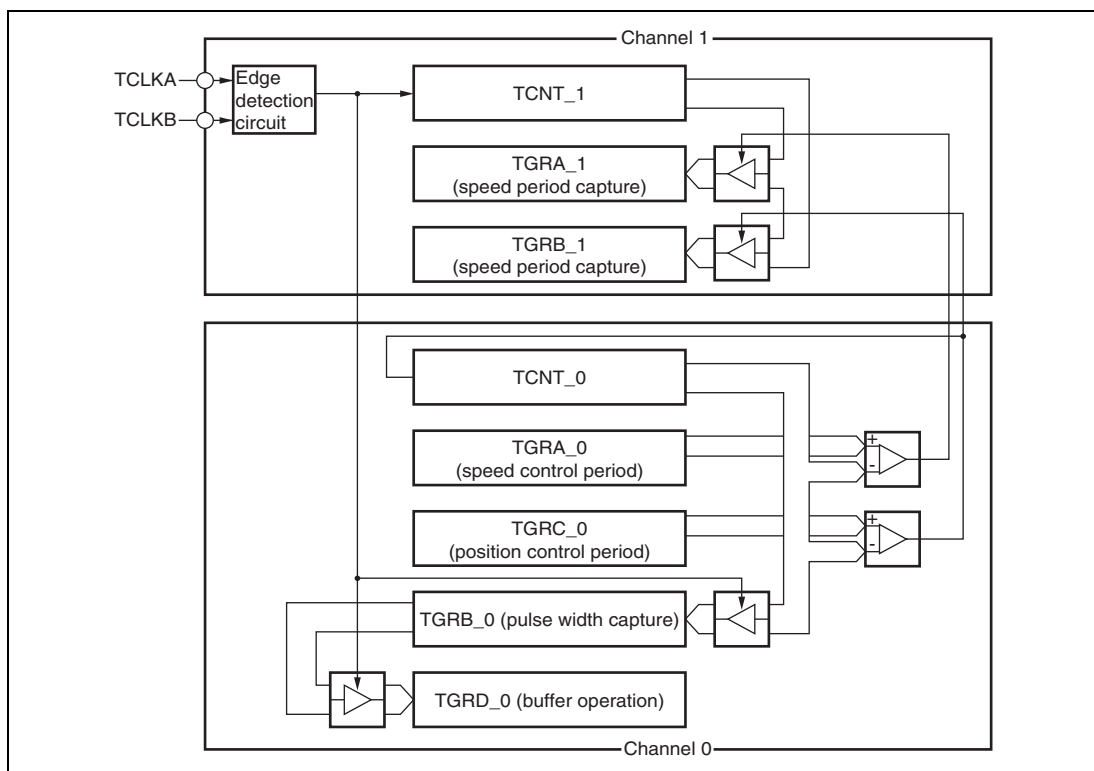 Channel 1
TCLKA
TCLKB
Edge
detection
circuit
TCNT_1
TGRA_1
(speed period capture)
TGRB_1
(speed period capture)
TCNT_0
TGRA_0
(speed control period)
+
-
TGRC_0
(position control period)
+
-
TGRB_0 (pulse width capture)
TGRD_0 (buffer operation)
Channel 0